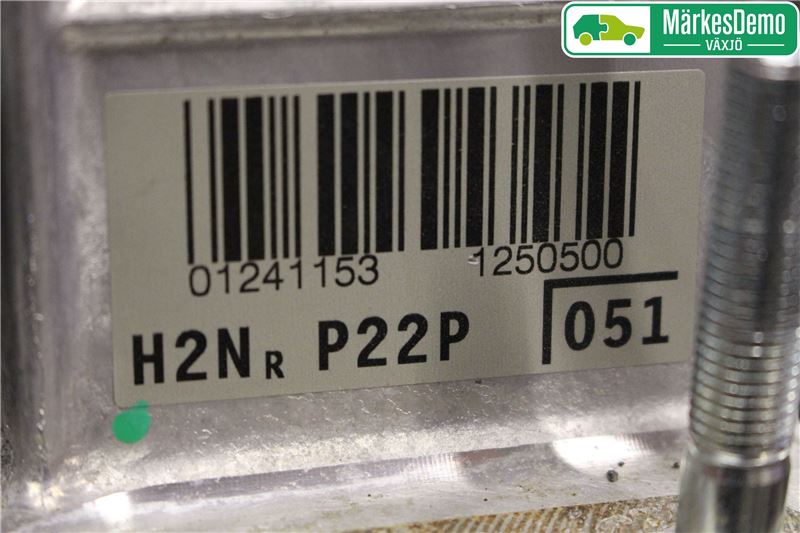 MärkesDemo
VÄXJÖ
01241153 1250500
H2NR P22P 051